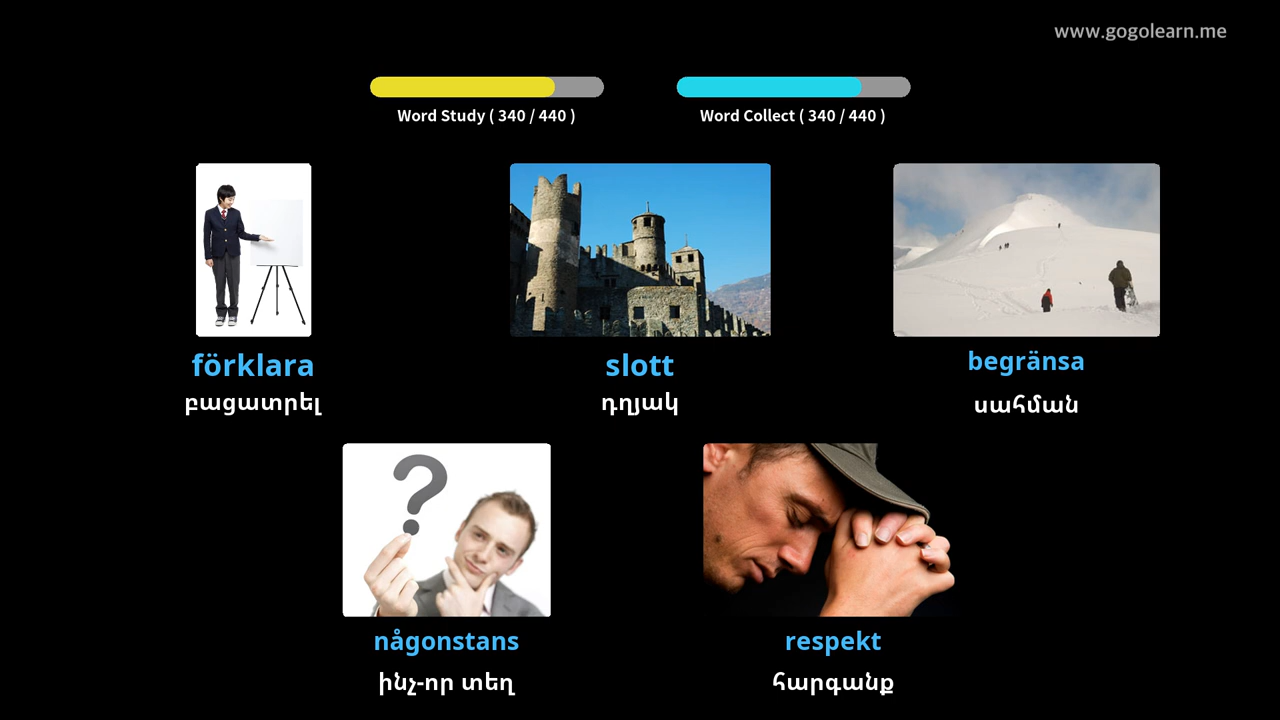 www.gogolearn.me
Word Study ( 340 / 440 )
Word Collect ( 340 / 440 )
förklara
բացատրել
slott
դղյակ
begränsa
սահման
någonstans
ինչ-որ տեղ
respekt
հարգանք